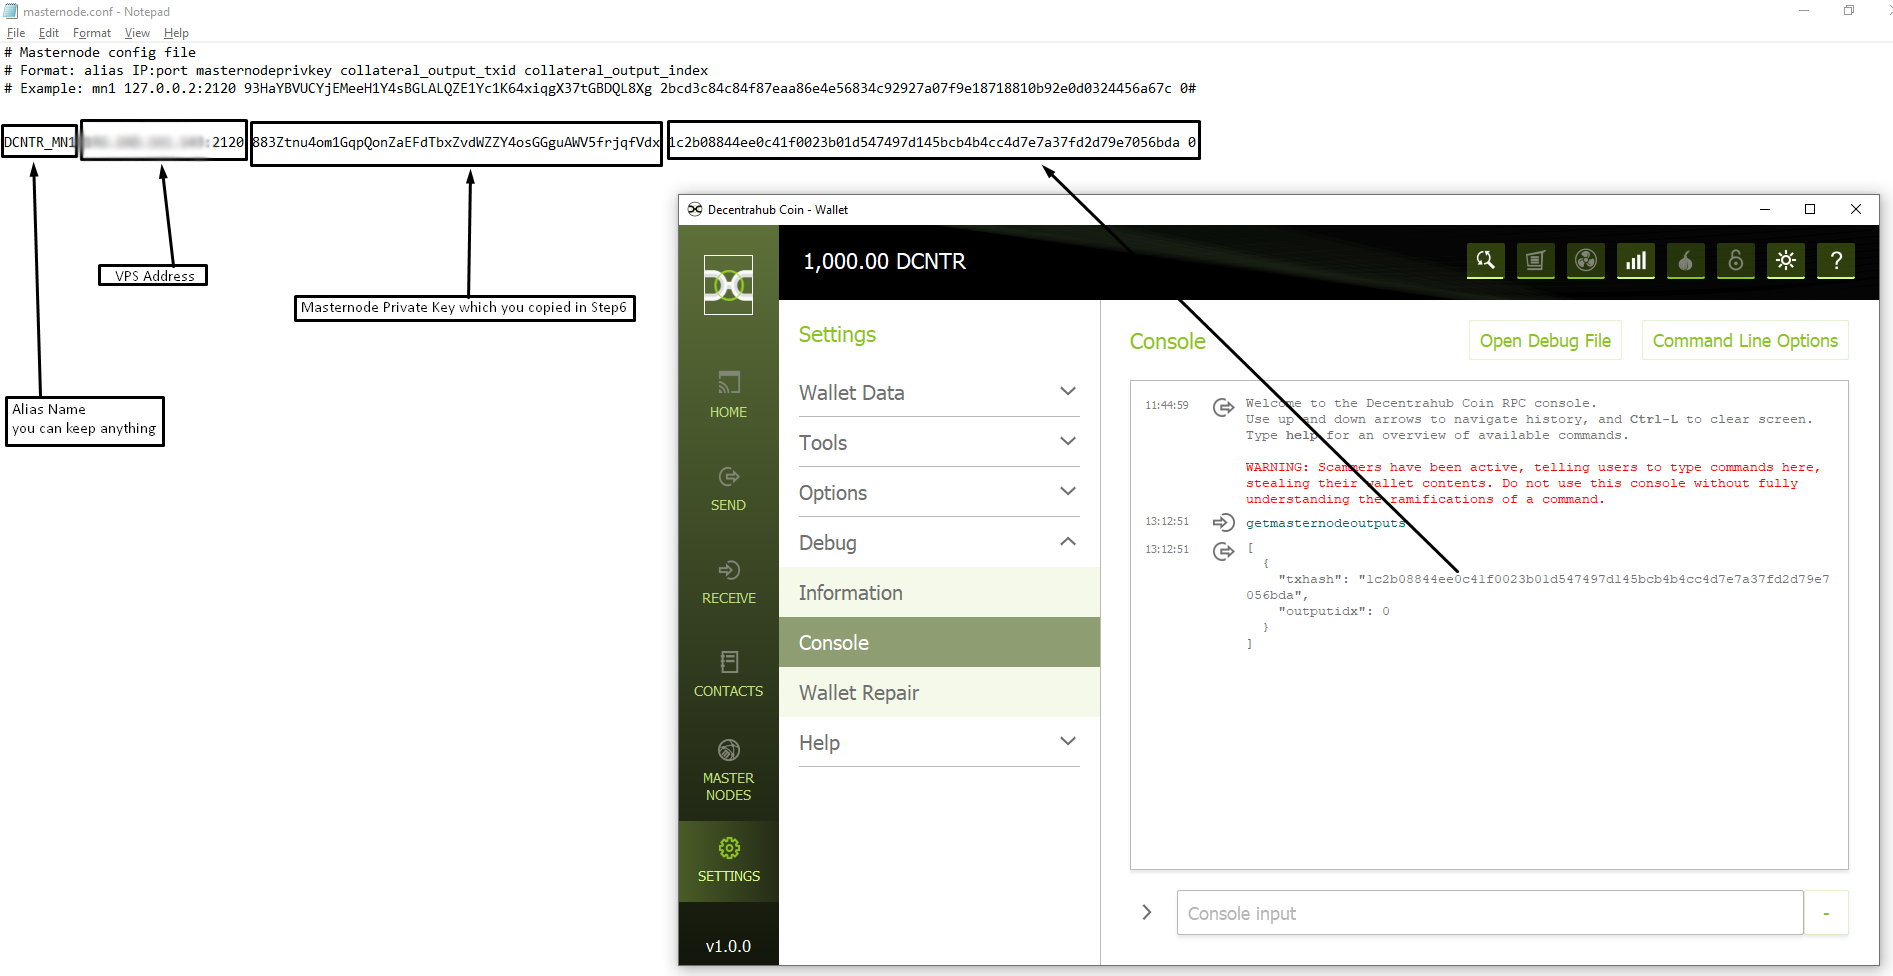 masternode.conf - Notepad
File Edit Format View Help
# Masternode config file
# Format: alias IP:port masternodeprivkey collateral_output_txid collateral_output_index
# Example: mn1 127.0.0.2:2120 93HaYBVUCYjEMeeH1Y4sBGLALQZE1Yc1K64xiqgX37tGBDQL8Xg 2bcd3c84c84f87eaa86e4e56834c92927a07f9e18718810b92e0d0324456a67c 0#
DCNTR_MN1 :2120 883Ztnu4om1GqpQonZaEFdTbxZvdWZZY4osGGguAWV5frjqfVdx 1c2b08844ee0c41f0023b01d547497d145bcb4b4cc4d7e7a37fd2d79e7056bda 0
VPS Address
Masternode Private Key which you copied in Step6
Alias Name
you can keep anything
Decentrahub Coin - Wallet
1,000.00 DCNTR
?
HOME
SEND
RECEIVE
CONTACTS
MASTER
NODES
SETTINGS
v1.0.0
Settings
Wallet Data
Tools
Options
Debug
Information
Console
Wallet Repair
Help
Console
Open Debug File
Command Line Options
11:44:59
Welcome to the Decentrahub Coin RPC console.
Use up and down arrows to navigate history, and Ctrl-L to clear screen.
Type help for an overview of available commands.
WARNING: Scammers have been active, telling users to type commands here,
stealing their wallet contents. Do not use this console without fully
understanding the ramifications of a command.
13:12:51 getmasternodeoutputs
13:12:51 [
{
"txhash": "1c2b08844ee0c41f0023b01d547497d145bcb4b4cc4d7e7a37fd2d79e7
056bda",
"outputidx": 0
}
]
Console input
-